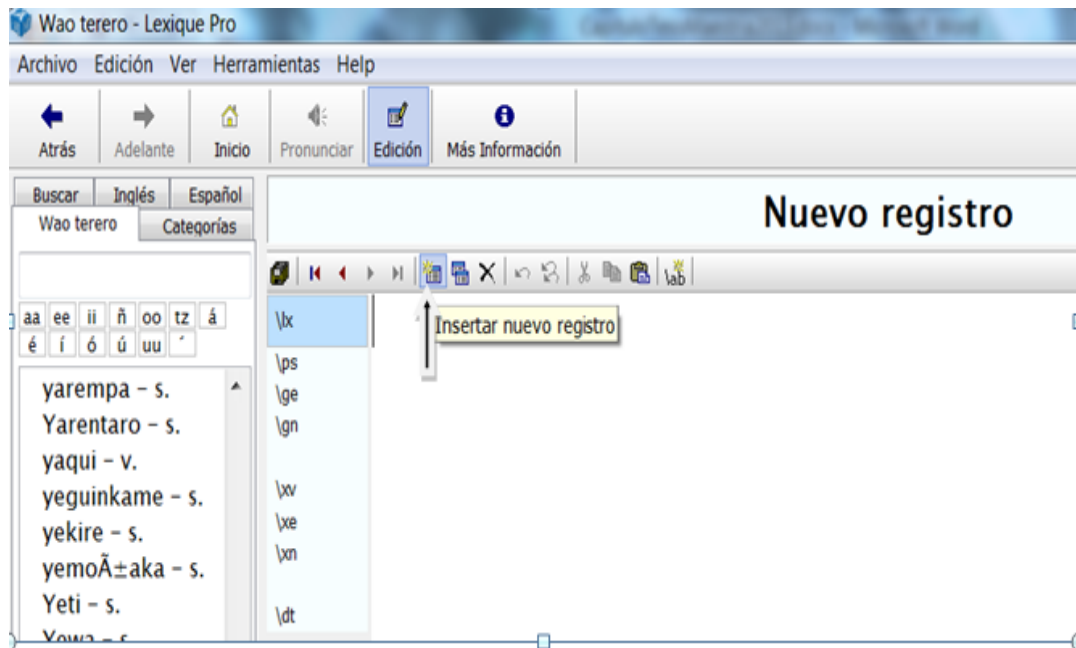 Wao terero - Lexique Pro
Archivo Edición Ver Herramientas Help
Atrás Adelante Inicio Pronunciar Edición Más Información
Buscar Inglés Español
Wao terero Categorías
Nuevo registro
\ab
Insertar nuevo registro
aa ee ii ñ oo tz á
é í ó ú uu ´
yarempa – s.
Yarentaro – s.
yaqui – v.
yeguinkame – s.
yekire – s.
yemoÃ±aka – s.
Yeti – s.
\lx
\ps
\ge
\gn
\xv
\xe
\xn
\dt